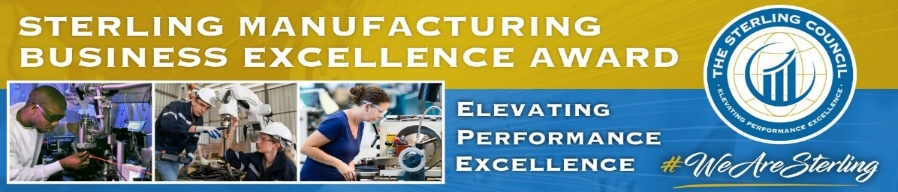 STERLING MANUFACTURING
BUSINESS EXCELLENCE AWARD
ELEVATING
PERFORMANCE
EXCELLENCE
THE STERLING COUNCIL
ELEVATING PERFORMANCE EXCELLENCE
#WeAreSterling